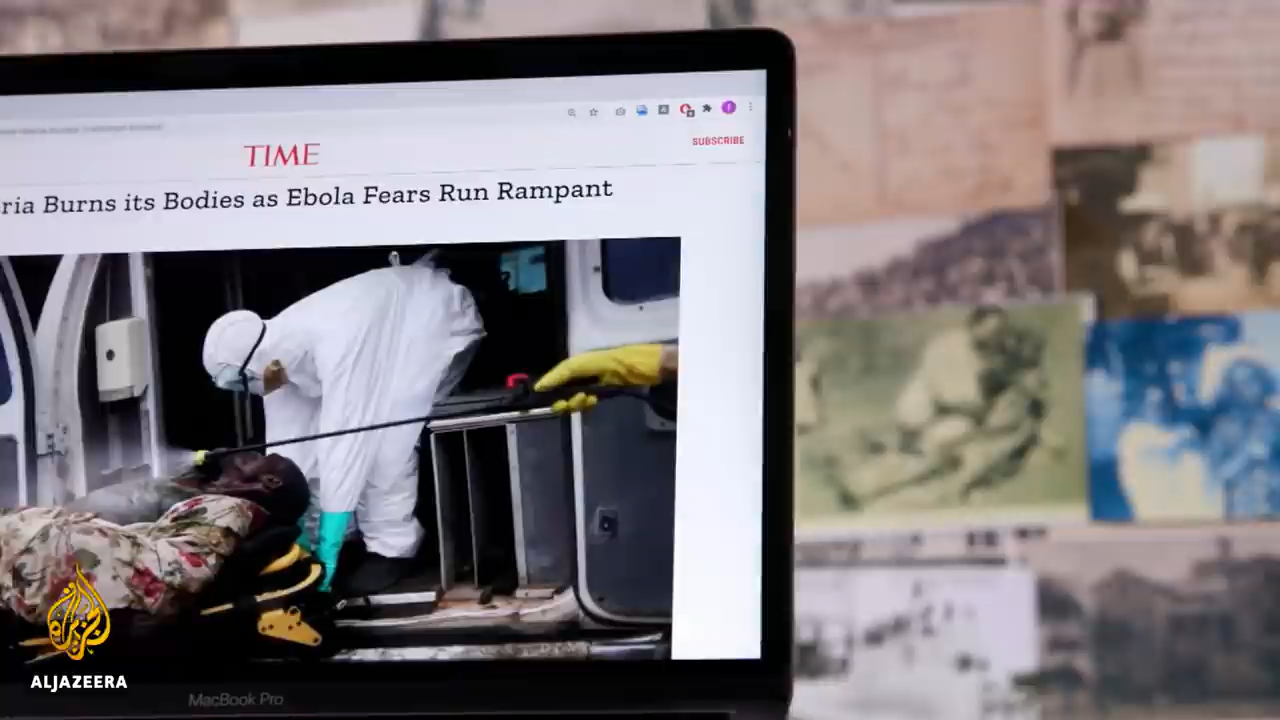 TIME
SUBSCRIBE
ria Burns its Bodies as Ebola Fears Run Rampant
ALJAZEERA
MacBook Pro